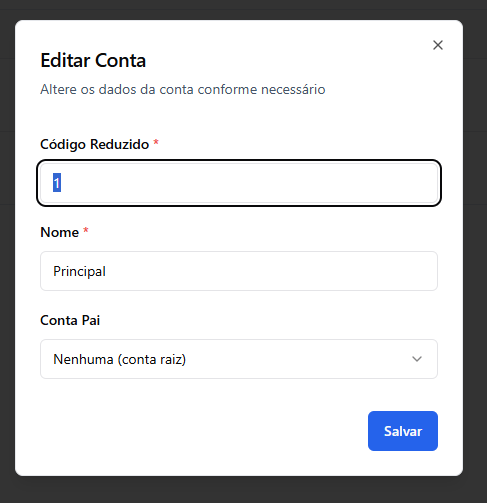 Editar Conta
Altere os dados da conta conforme necessário
Código Reduzido *
1
Nome *
Principal
Conta Pai
Nenhuma (conta raiz)
Salvar